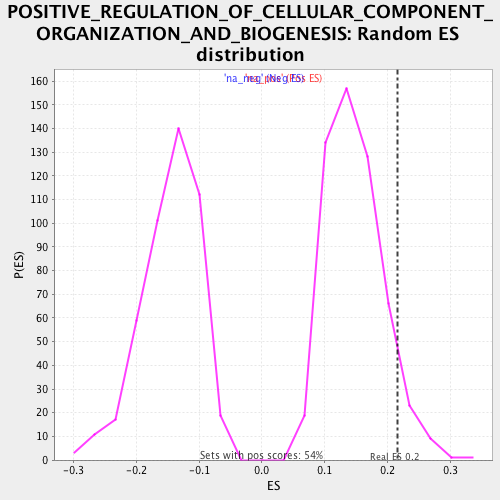 POSITIVE_REGULATION_OF_CELLULAR_COMPONENT_
ORGANIZATION_AND_BIOGENESIS: Random ES
distribution
160
150
140
130
120
110
100
90
80
70
60
50
40
30
20
10
0
P(ES)
Sets with pos scores: 54%
Real ES 0.2
-0.3 -0.2 -0.1 0.0 0.1 0.2 0.3
ES